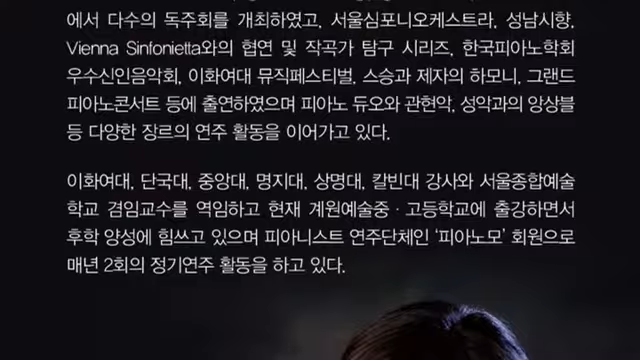 에서 다수의 독주회를 개최하였고, 서울심포니오케스트라, 성남시향,
Vienna Sinfonietta와의 협연 및 작곡가 탐구 시리즈, 한국피아노학회
우수신인음악회, 이화여대 뮤직페스티벌, 스승과 제자의 하모니, 그랜드
피아노콘서트 등에 출연하였으며 피아노 듀오와 관현악, 성악과의 앙상블
등 다양한 장르의 연주 활동을 이어가고 있다.
이화여대, 단국대, 중앙대, 명지대, 상명대, 칼빈대 강사와 서울종합예술
학교 겸임교수를 역임하고 현재 계원예술중 · 고등학교에 출강하면서
후학 양성에 힘쓰고 있으며 피아니스트 연주단체인 ‘피아노모’ 회원으로
매년 2회의 정기연주 활동을 하고 있다.